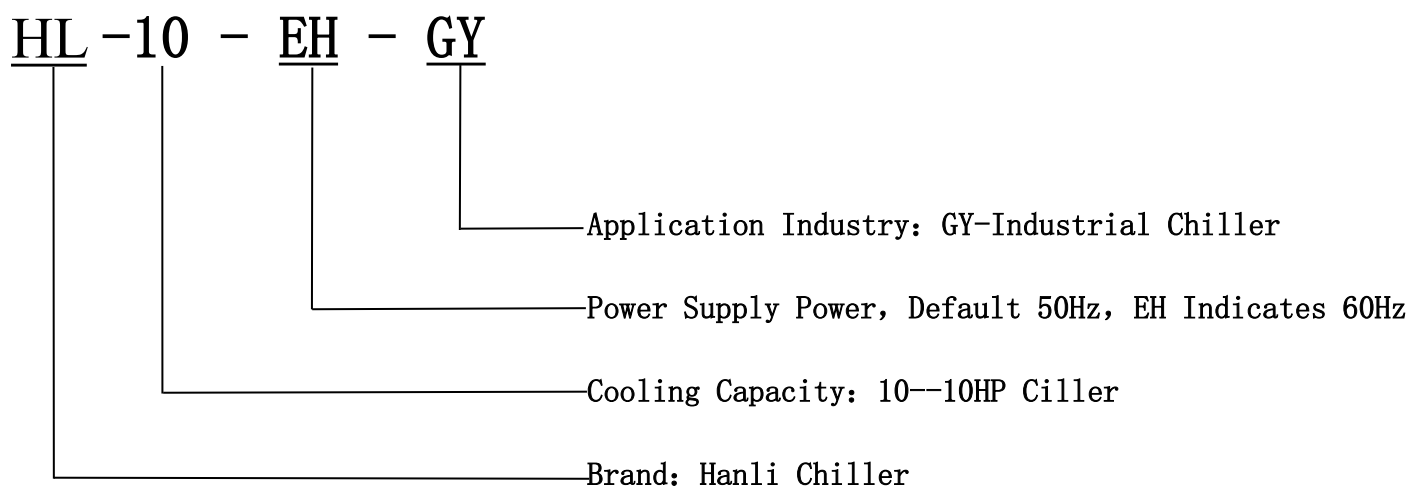 HL-10 - EH - GY
Application Industry: GY-Industrial Chiller
Power Supply Power, Default 50Hz, EH Indicates 60Hz
Cooling Capacity: 10--10HP Ciller
Brand: Hanli Chiller